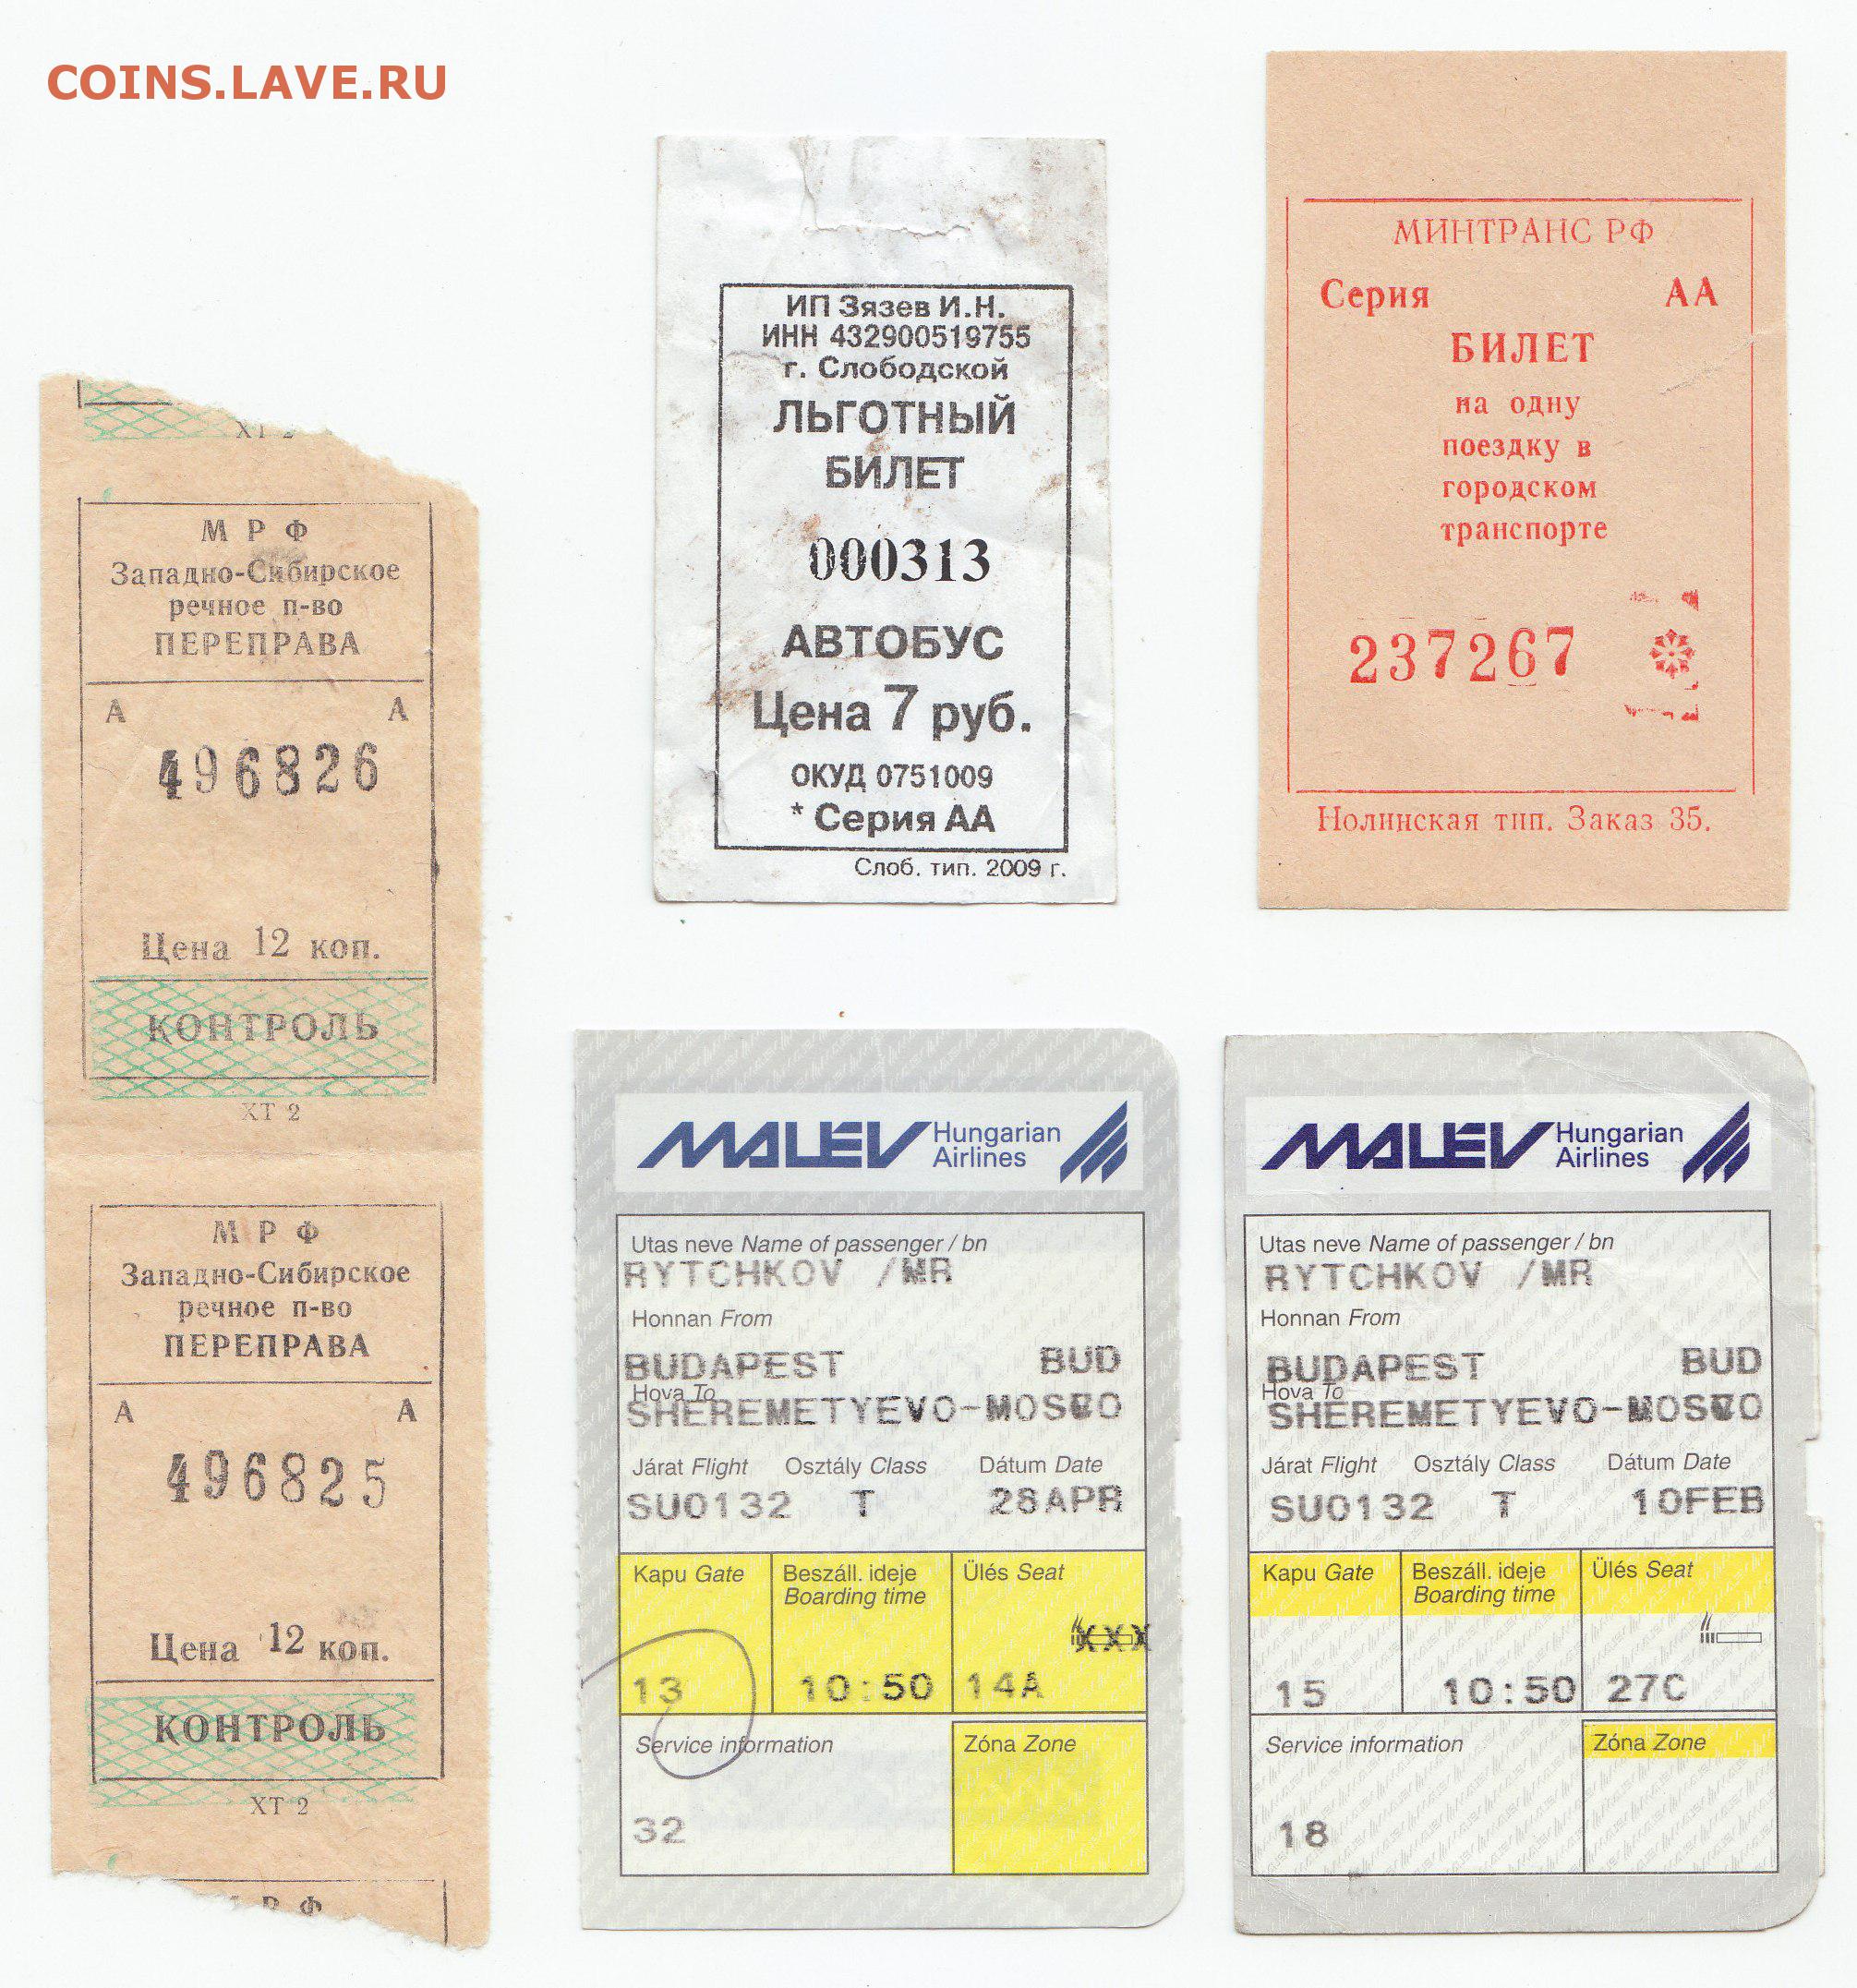 COINS.LAVE.RU
ХТ 2
М Р Ф
Западно-Сибирское
речное п-во
ПЕРЕПРАВА
А А
496826
Цена 12 коп.
КОНТРОЛЬ
ХТ 2
М Р Ф
Западно-Сибирское
речное п-во
ПЕРЕПРАВА
А А
496825
Цена 12 коп.
КОНТРОЛЬ
ХТ 2
М Р Ф
ИП Зязев И.Н.
ИНН 432900519755
г. Слободской
ЛЬГОТНЫЙ
БИЛЕТ
000313
АВТОБУС
Цена 7 руб.
ОКУД 0751009
* Серия АА
Слоб. тип. 2009 г.
МИНТРАНС РФ
Серия АА
БИЛЕТ
на одну
поездку в
городском
транспорте
237267
Нолинская тип. Заказ 35.
MALEV Hungarian
Airlines
Utas neve Name of passenger / bn
RYTCHKOV /MR
Honnan From
BUDAPEST BUD
Hova To
SHEREMETYEVO-MOSVO
Járat Flight Osztály Class Dátum Date
SU0132 T 28APR
Kapu Gate Beszáll. ideje Ülés Seat
Boarding time
XXX
13 10:50 14A
Service information Zóna Zone
32
MALEV Hungarian
Airlines
Utas neve Name of passenger / bn
RYTCHKOV /MR
Honnan From
BUDAPEST BUD
Hova To
SHEREMETYEVO-MOSVO
Járat Flight Osztály Class Dátum Date
SU0132 T 10FEB
Kapu Gate Beszáll. ideje Ülés Seat
Boarding time
15 10:50 27C
Service information Zóna Zone
18